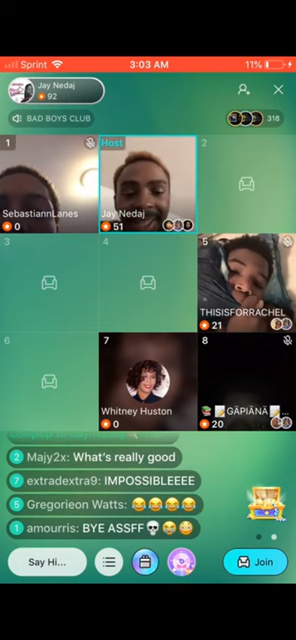 Sprint
3:03 AM
11%
Jay Nedaj
92
BAD BOYS CLUB
316
1
SebastiannLanes
0
Host
Jay Nedaj
51
2
3
4
5
THISISFORRACHEL
21
6
7
Whitney Huston
0
8
GĀPIĀNĀ ...
20
2 Majy2x: What's really good
7 extradextra9: IMPOSSIBLEEEE
5 Gregorieon Watts: 😂😂😂😂
1 amourris: BYE ASSFF💀😭😳
Say Hi...
Join